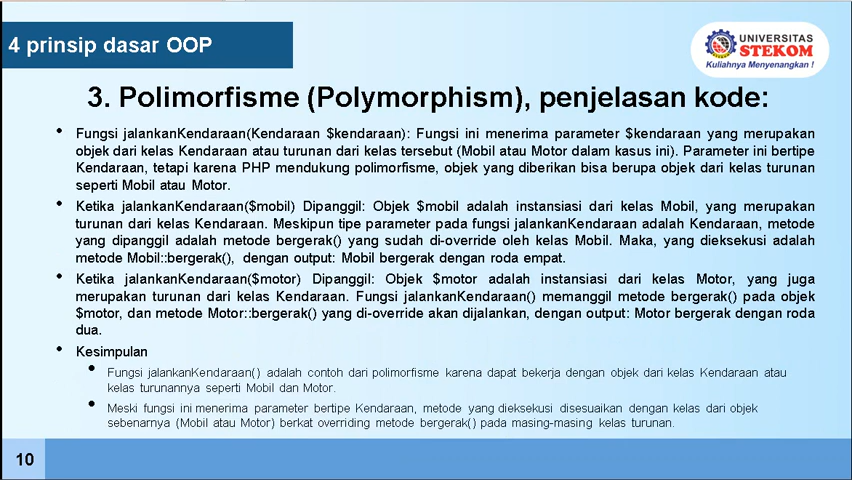 4 prinsip dasar OOP
UNIVERSITAS
STEKOM
Kuliahnya Menyenangkan !
3. Polimorfisme (Polymorphism), penjelasan kode:
• Fungsi jalankanKendaraan(Kendaraan $kendaraan): Fungsi ini menerima parameter $kendaraan yang merupakan
objek dari kelas Kendaraan atau turunan dari kelas tersebut (Mobil atau Motor dalam kasus ini). Parameter ini bertipe
Kendaraan, tetapi karena PHP mendukung polimorfisme, objek yang diberikan bisa berupa objek dari kelas turunan
seperti Mobil atau Motor.
• Ketika jalankanKendaraan($mobil) Dipanggil: Objek $mobil adalah instansiasi dari kelas Mobil, yang merupakan
turunan dari kelas Kendaraan. Meskipun tipe parameter pada fungsi jalankanKendaraan adalah Kendaraan, metode
yang dipanggil adalah metode bergerak() yang sudah di-override oleh kelas Mobil. Maka, yang dieksekusi adalah
metode Mobil::bergerak(), dengan output: Mobil bergerak dengan roda empat.
• Ketika jalankanKendaraan($motor) Dipanggil: Objek $motor adalah instansiasi dari kelas Motor, yang juga
merupakan turunan dari kelas Kendaraan. Fungsi jalankanKendaraan() memanggil metode bergerak() pada objek
$motor, dan metode Motor::bergerak() yang di-override akan dijalankan, dengan output: Motor bergerak dengan roda
dua.
• Kesimpulan
• Fungsi jalankanKendaraan() adalah contoh dari polimorfisme karena dapat bekerja dengan objek dari kelas Kendaraan atau
kelas turunannya seperti Mobil dan Motor.
• Meski fungsi ini menerima parameter bertipe Kendaraan, metode yang dieksekusi disesuaikan dengan kelas dari objek
sebenarnya (Mobil atau Motor) berkat overriding metode bergerak() pada masing-masing kelas turunan.
10